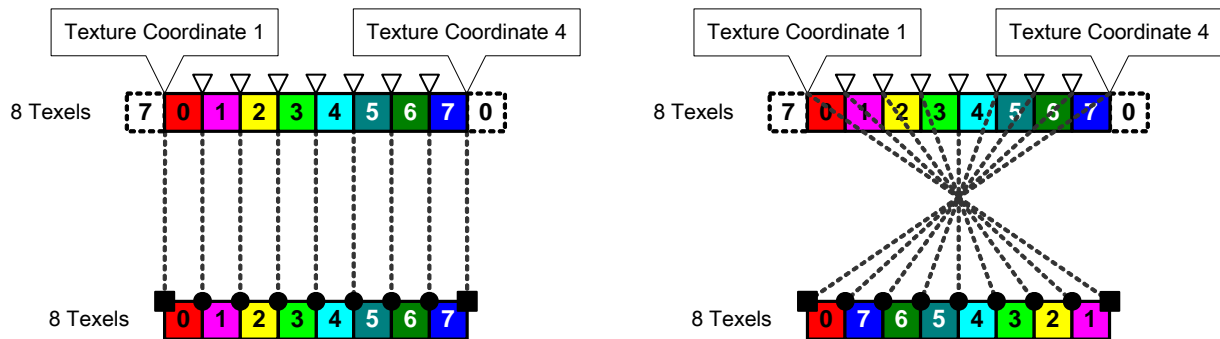 Texture Coordinate 1
Texture Coordinate 4
8 Texels 7 0 1 2 3 4 5 6 7 0
8 Texels 0 1 2 3 4 5 6 7
Texture Coordinate 1
Texture Coordinate 4
8 Texels 7 0 1 2 3 4 5 6 7 0
8 Texels 0 7 6 5 4 3 2 1